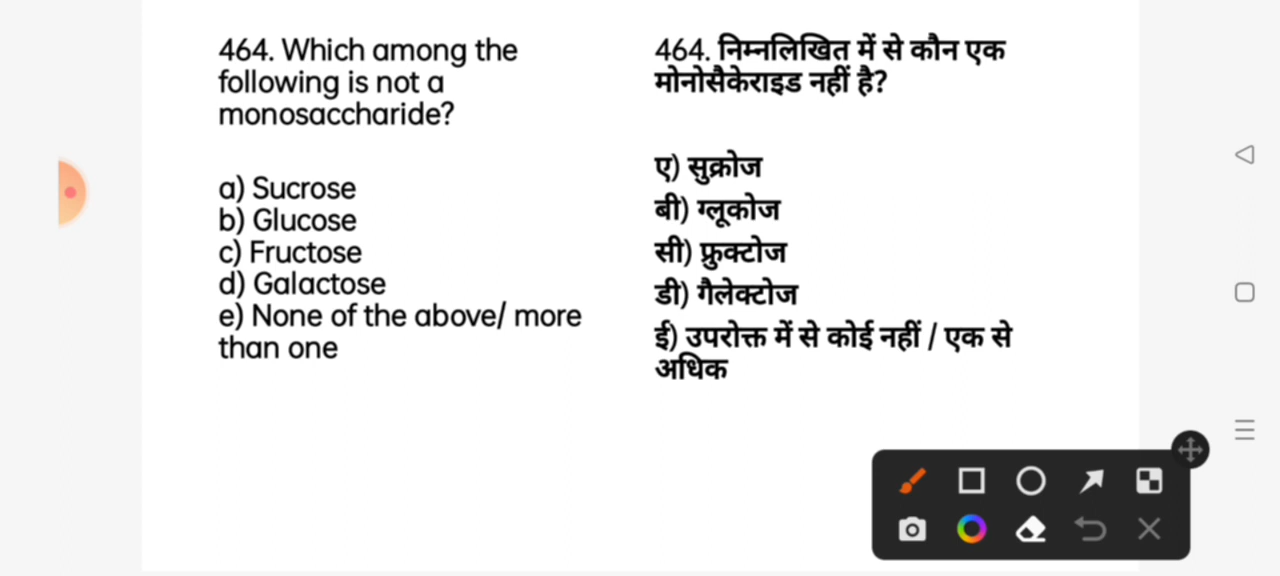 464. Which among the
following is not a
monosaccharide?
a) Sucrose
b) Glucose
c) Fructose
d) Galactose
e) None of the above/ more
than one
464. निम्नलिखित में से कौन एक
मोनोसैकेराइड नहीं है?
ए) सुक्रोज
बी) ग्लूकोज
सी) फ्रुक्टोज
डी) गैलेक्टोज
ई) उपरोक्त में से कोई नहीं / एक से
अधिक